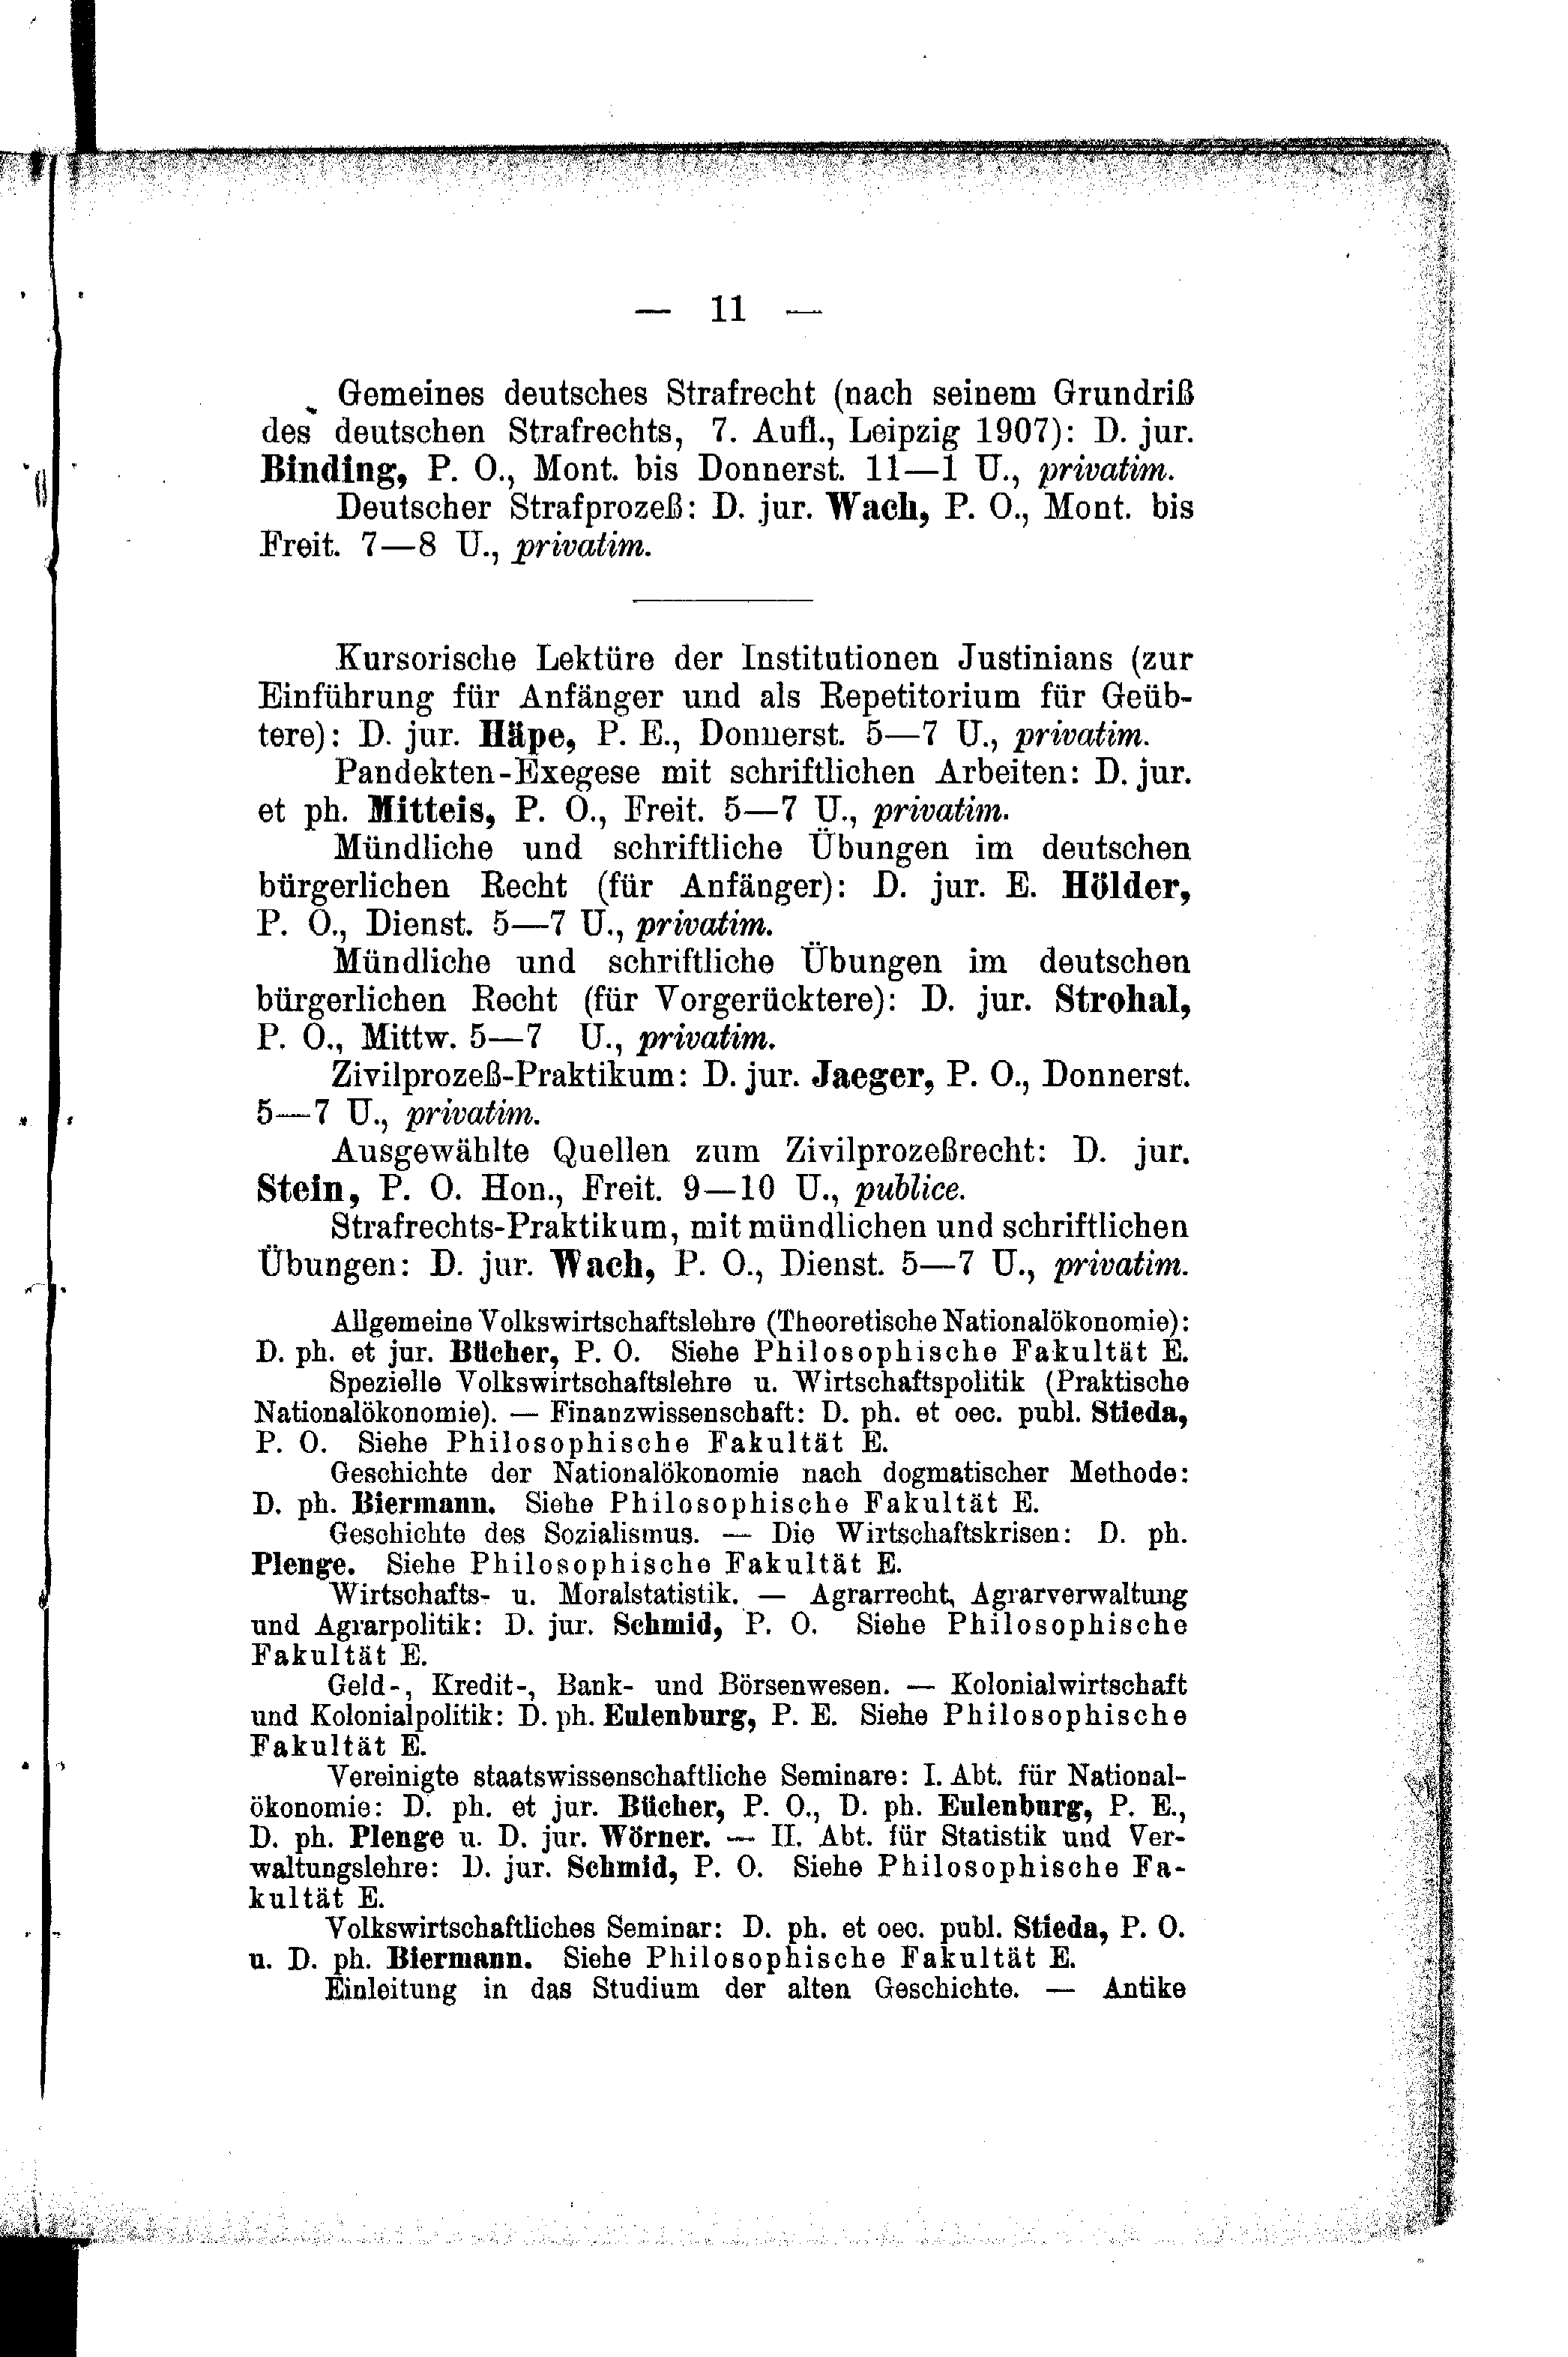 — 11 —
Gemeines deutsches Strafrecht (nach seinem Grundriß
des deutschen Strafrechts, 7. Aufl., Leipzig 1907): D. jur.
Binding, P. O., Mont. bis Donnerst. 11—1 U., privatim.
Deutscher Strafprozeß: D. jur. Wach, P. O., Mont. bis
Freit. 7—8 U., privatim.
Kursorische Lektüre der Institutionen Justinians (zur
Einführung für Anfänger und als Repetitorium für Geüb-
tere): D. jur. Häpe, P. E., Donnerst. 5—7 U., privatim.
Pandekten-Exegese mit schriftlichen Arbeiten: D. jur.
et ph. Mitteis, P. O., Freit. 5—7 U., privatim.
Mündliche und schriftliche Übungen im deutschen
bürgerlichen Recht (für Anfänger): D. jur. E. Hölder,
P. O., Dienst. 5—7 U., privatim.
Mündliche und schriftliche Übungen im deutschen
bürgerlichen Recht (für Vorgerücktere): D. jur. Strohal,
P. O., Mittw. 5—7 U., privatim.
Zivilprozeß-Praktikum: D. jur. Jaeger, P. O., Donnerst.
5—7 U., privatim.
Ausgewählte Quellen zum Zivilprozeßrecht: D. jur.
Stein, P. O. Hon., Freit. 9—10 U., publice.
Strafrechts-Praktikum, mit mündlichen und schriftlichen
Übungen: D. jur. Wach, P. O., Dienst. 5—7 U., privatim.
Allgemeine Volkswirtschaftslehre (Theoretische Nationalökonomie):
D. ph. et jur. Bücher, P. O. Siehe Philosophische Fakultät E.
Spezielle Volkswirtschaftslehre u. Wirtschaftspolitik (Praktische
Nationalökonomie). — Finanzwissenschaft: D. ph. et oec. publ. Stieda,
P. O. Siehe Philosophische Fakultät E.
Geschichte der Nationalökonomie nach dogmatischer Methode:
D. ph. Biermann. Siehe Philosophische Fakultät E.
Geschichte des Sozialismus. — Die Wirtschaftskrisen: D. ph.
Plenge. Siehe Philosophische Fakultät E.
Wirtschafts- u. Moralstatistik. — Agrarrecht, Agrarverwaltung
und Agrarpolitik: D. jur. Schmid, P. O. Siehe Philosophische
Fakultät E.
Geld-, Kredit-, Bank- und Börsenwesen. — Kolonialwirtschaft
und Kolonialpolitik: D. ph. Eulenburg, P. E. Siehe Philosophische
Fakultät E.
Vereinigte staatswissenschaftliche Seminare: I. Abt. für National-
ökonomie: D. ph. et jur. Bücher, P. O., D. ph. Eulenburg, P. E.,
D. ph. Plenge u. D. jur. Wörner. — II. Abt. für Statistik und Ver-
waltungslehre: D. jur. Schmid, P. O. Siehe Philosophische Fa-
kultät E.
Volkswirtschaftliches Seminar: D. ph. et oec. publ. Stieda, P. O.
u. D. ph. Biermann. Siehe Philosophische Fakultät E.
Einleitung in das Studium der alten Geschichte. — Antike